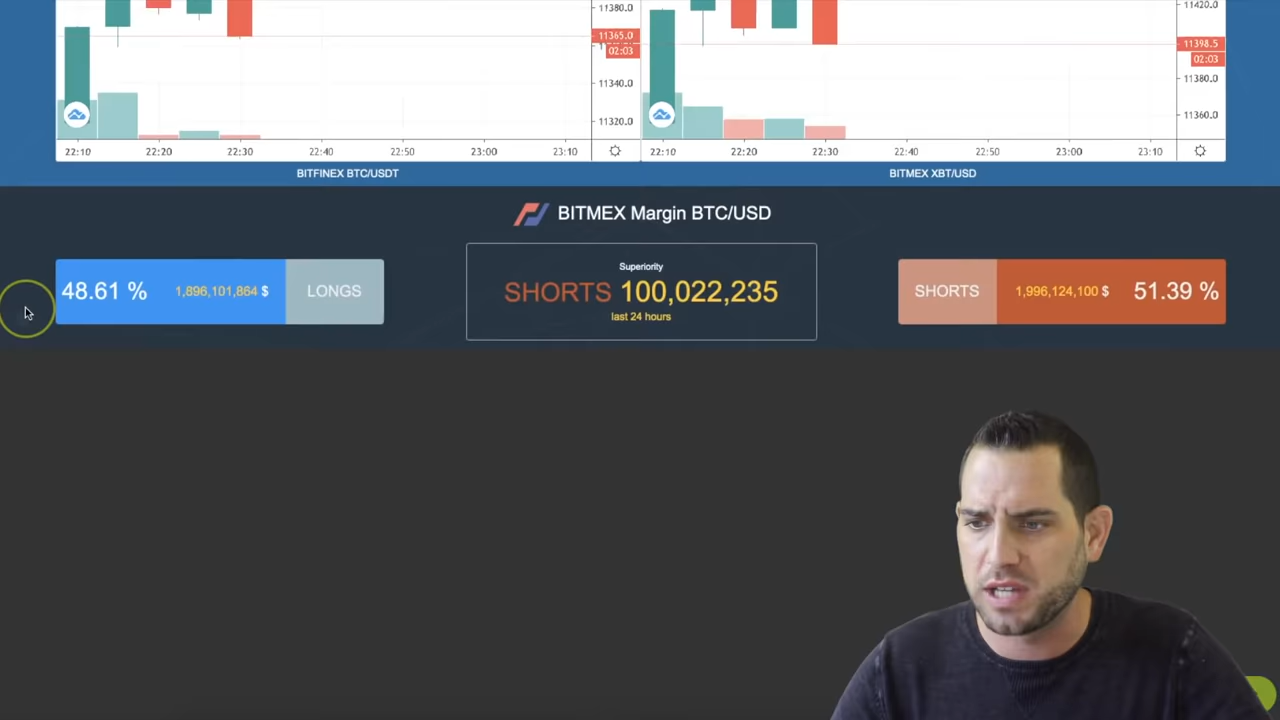 11380.0
11365.0
02:03
11340.0
11320.0
22:10 22:20 22:30 22:40 22:50 23:00 23:10
BITFINEX BTC/USDT
11420.0
11398.5
02:03
11380.0
11360.0
22:10 22:20 22:30 22:40 22:50 23:00 23:10
BITMEX XBT/USD
BITMEX Margin BTC/USD
48.61 % 1,896,101,864 $ LONGS
Superiority
SHORTS 100,022,235
last 24 hours
SHORTS 1,996,124,100 $ 51.39 %